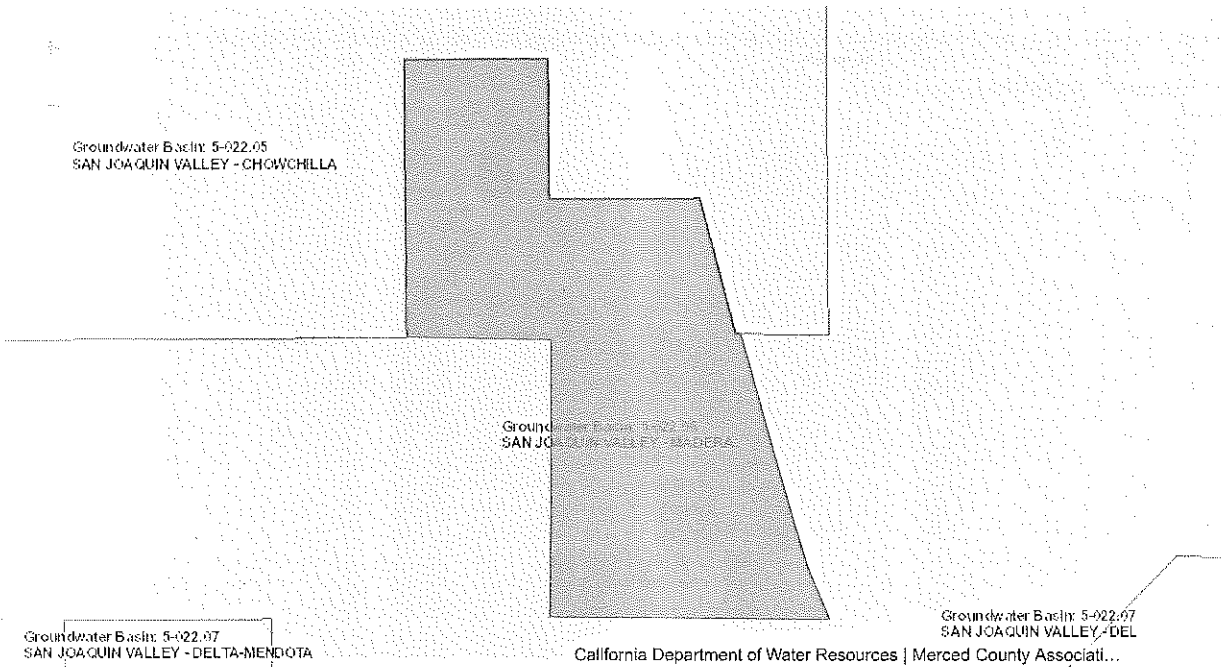 Groundwater Basin: 5-022.05
SAN JOAQUIN VALLEY - CHOWCHILLA
Groundwater Basin:
SAN JOAQUIN VALLEY - MADERA
Groundwater Basin: 5-022.07
SAN JOAQUIN VALLEY - DEL
Groundwater Basin: 5-022.07
SAN JOAQUIN VALLEY - DELTA-MENDOTA
California Department of Water Resources | Merced County Associati...